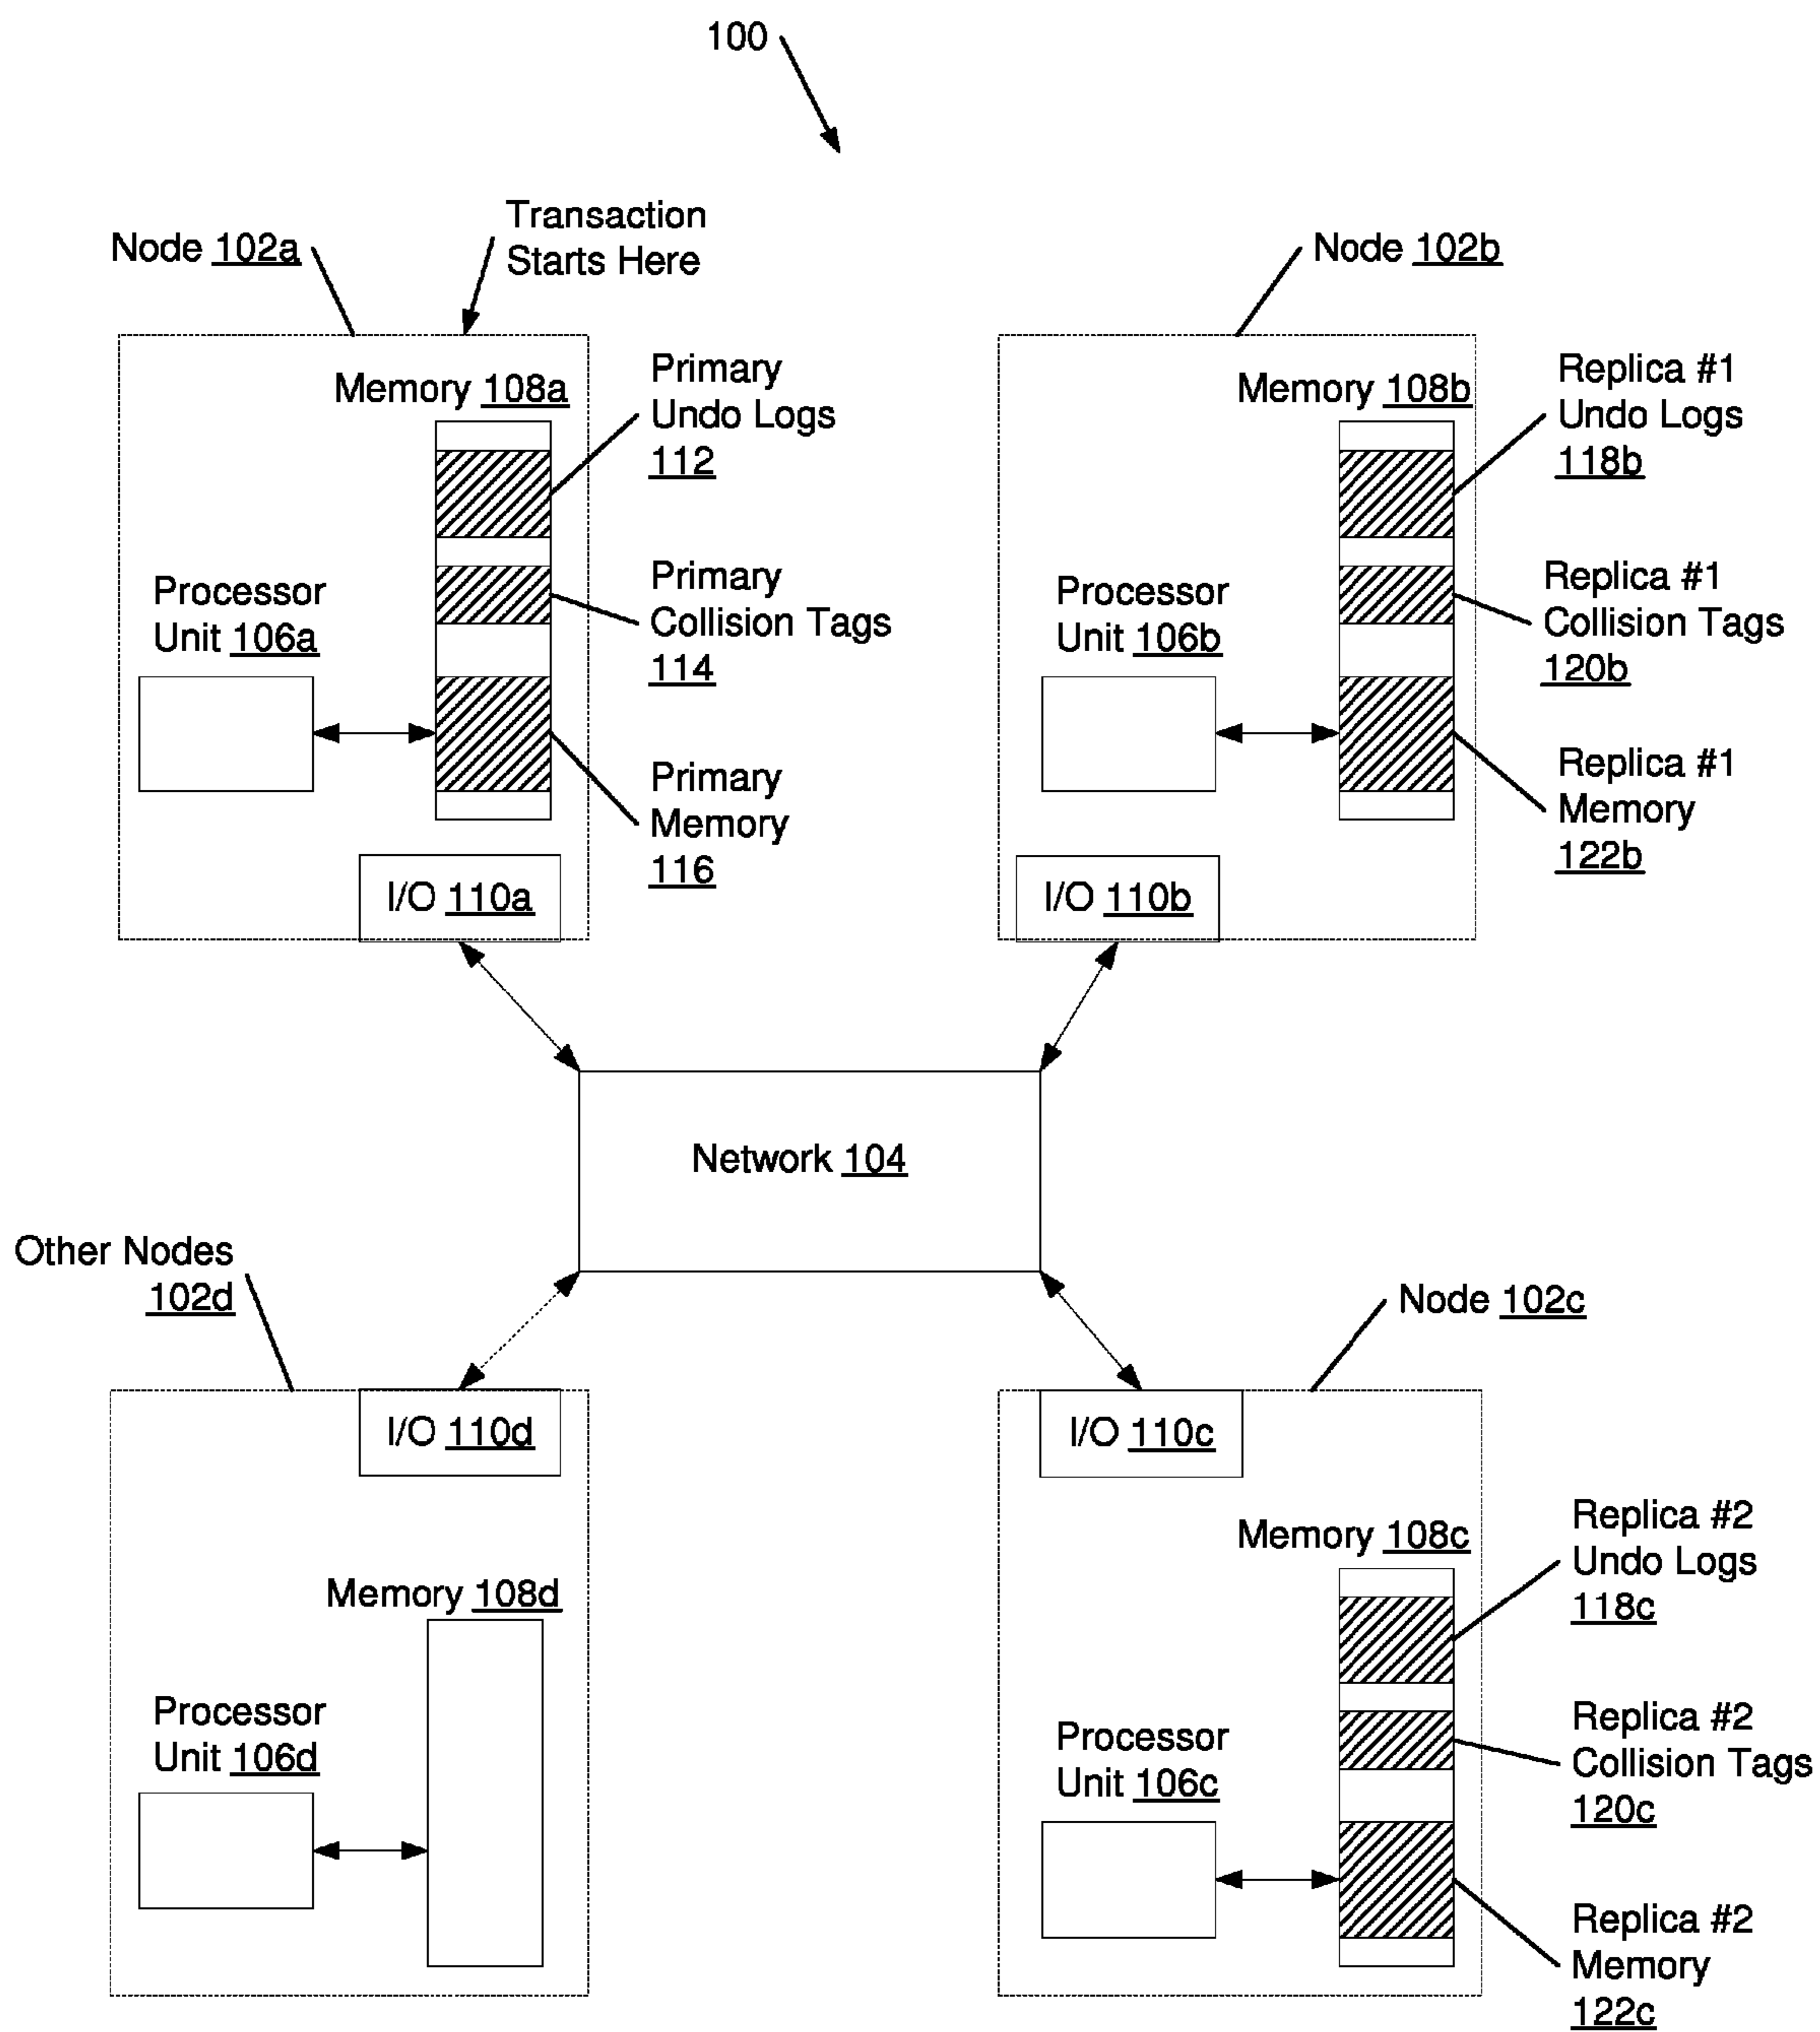 100
Transaction
Starts Here
Node 102a
Memory 108a
Primary
Undo Logs
112
Processor
Unit 106a
Primary
Collision Tags
114
Primary
Memory
116
I/O 110a
Node 102b
Memory 108b
Replica #1
Undo Logs
118b
Processor
Unit 106b
Replica #1
Collision Tags
120b
Replica #1
Memory
122b
I/O 110b
Network 104
Other Nodes
102d
I/O 110d
Memory 108d
Processor
Unit 106d
Node 102c
I/O 110c
Memory 108c
Replica #2
Undo Logs
118c
Processor
Unit 106c
Replica #2
Collision Tags
120c
Replica #2
Memory
122c